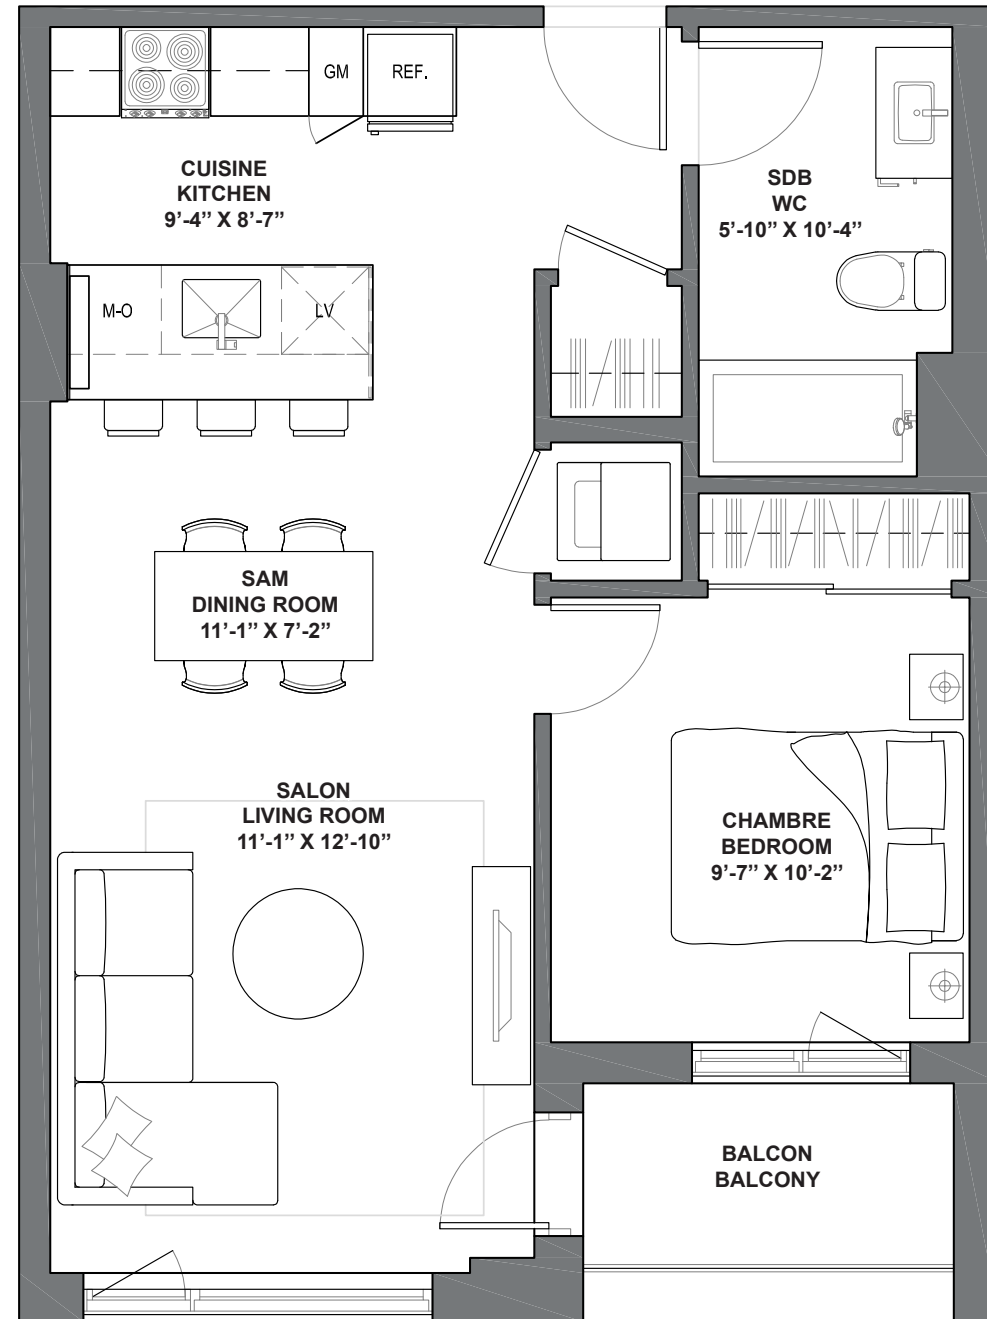 GM
REF.
CUISINE
KITCHEN
9’-4” X 8’-7”
SDB
WC
5’-10” X 10’-4”
M-O
LV
SAM
DINING ROOM
11’-1” X 7’-2”
SALON
LIVING ROOM
11’-1” X 12’-10”
CHAMBRE
BEDROOM
9’-7” X 10’-2”
BALCON
BALCONY